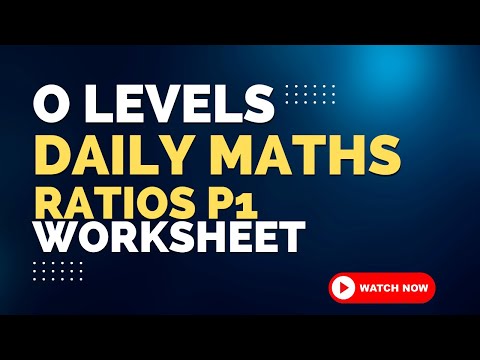 O LEVELS
DAILY MATHS
RATIOS P1
WORKSHEET
WATCH NOW